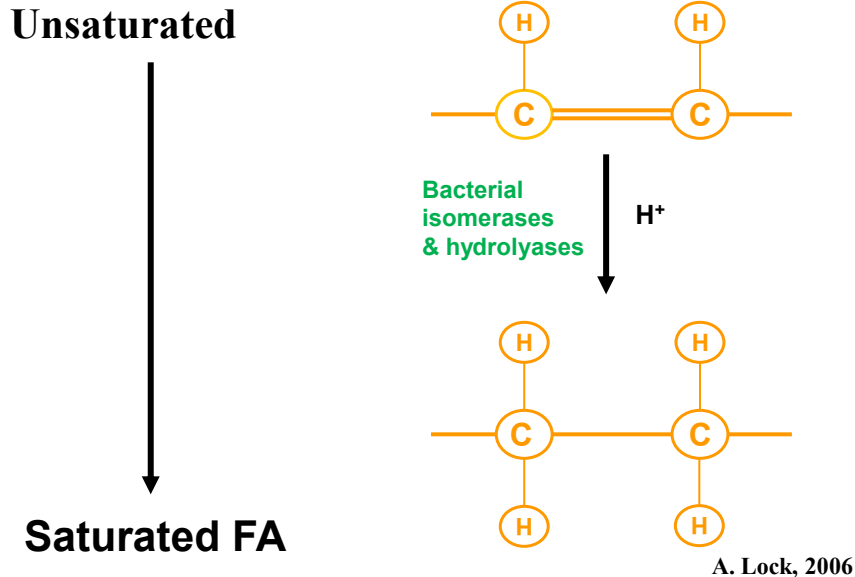 Unsaturated
H H
C C
Bacterial
isomerases
& hydrolyases
H⁺
H H
C C
H H
Saturated FA
A. Lock, 2006